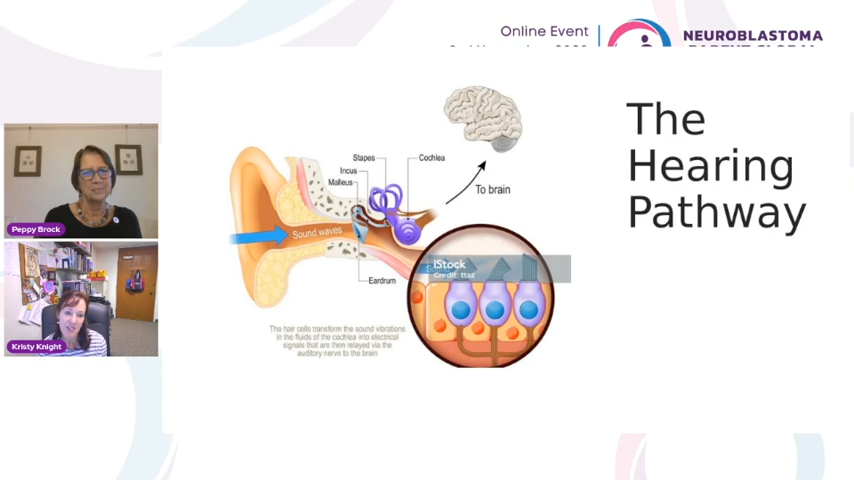 Online Event
NEUROBLASTOMA
The
Hearing
Pathway
Stapes
Cochlea
Incus
Malleus
To brain
Sound waves
Eardrum
iStock
The hair cells transform the sound vibrations
in the fluids of the cochlea into electrical
signals that are then relayed via the
auditory nerve to the brain
Peppy Brock
Kristy Knight